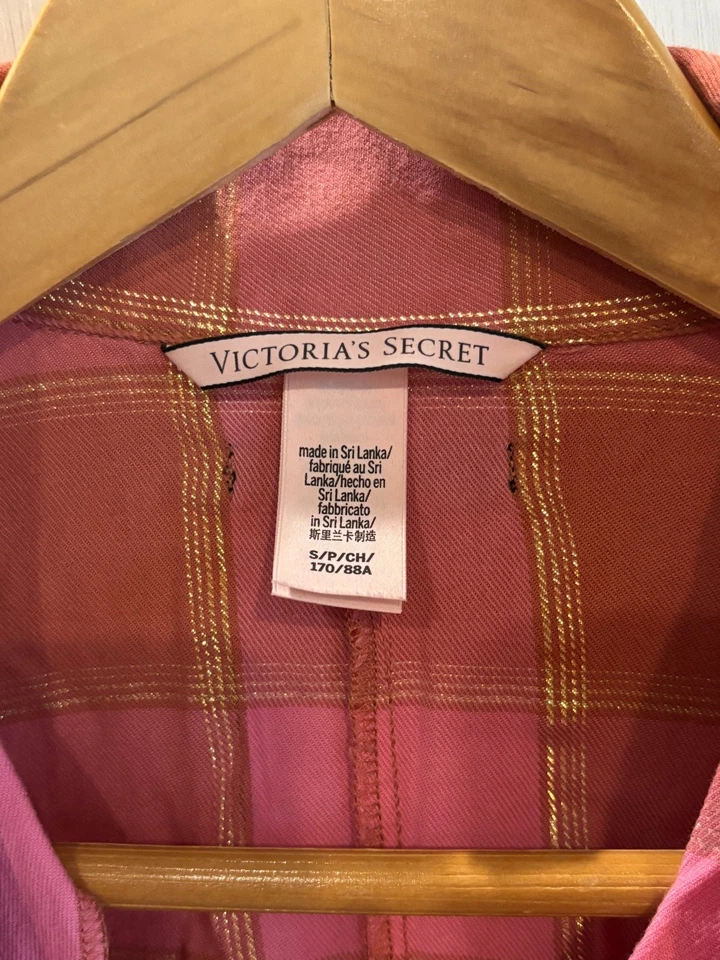 VICTORIA'S SECRET
made in Sri Lanka/
fabriqué au Sri
Lanka/hecho en
Sri Lanka/
fabbricato
in Sri Lanka/
斯里兰卡制造
S/P/CH/
170/88A